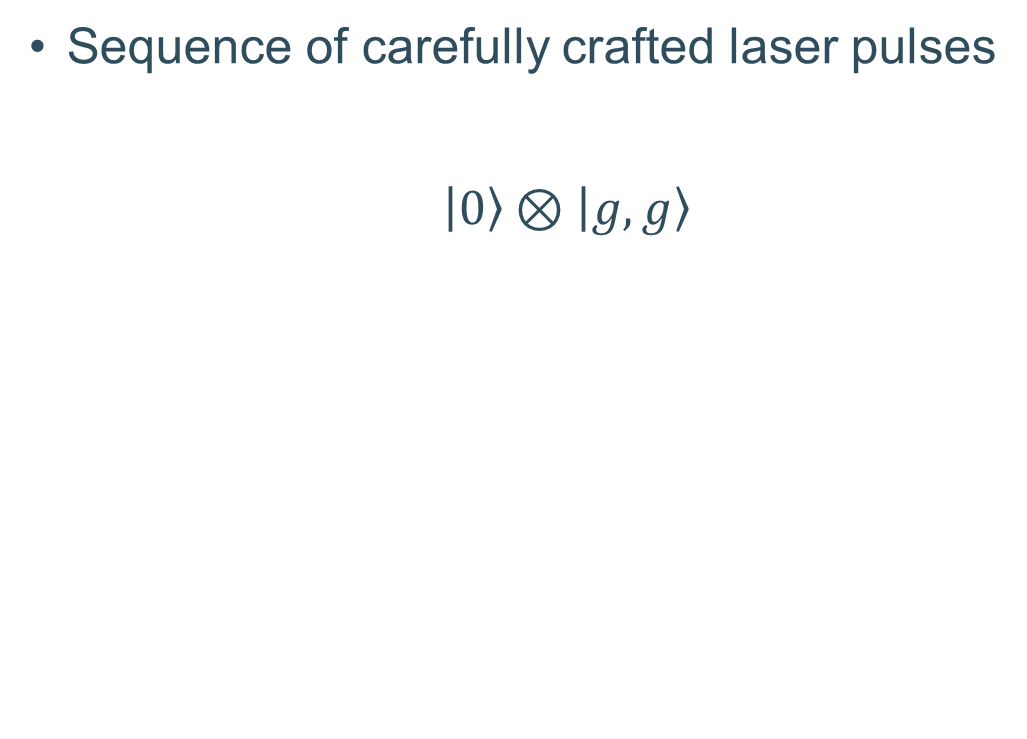 • Sequence of carefully crafted laser pulses
|0⟩ ⊗ |g, g⟩